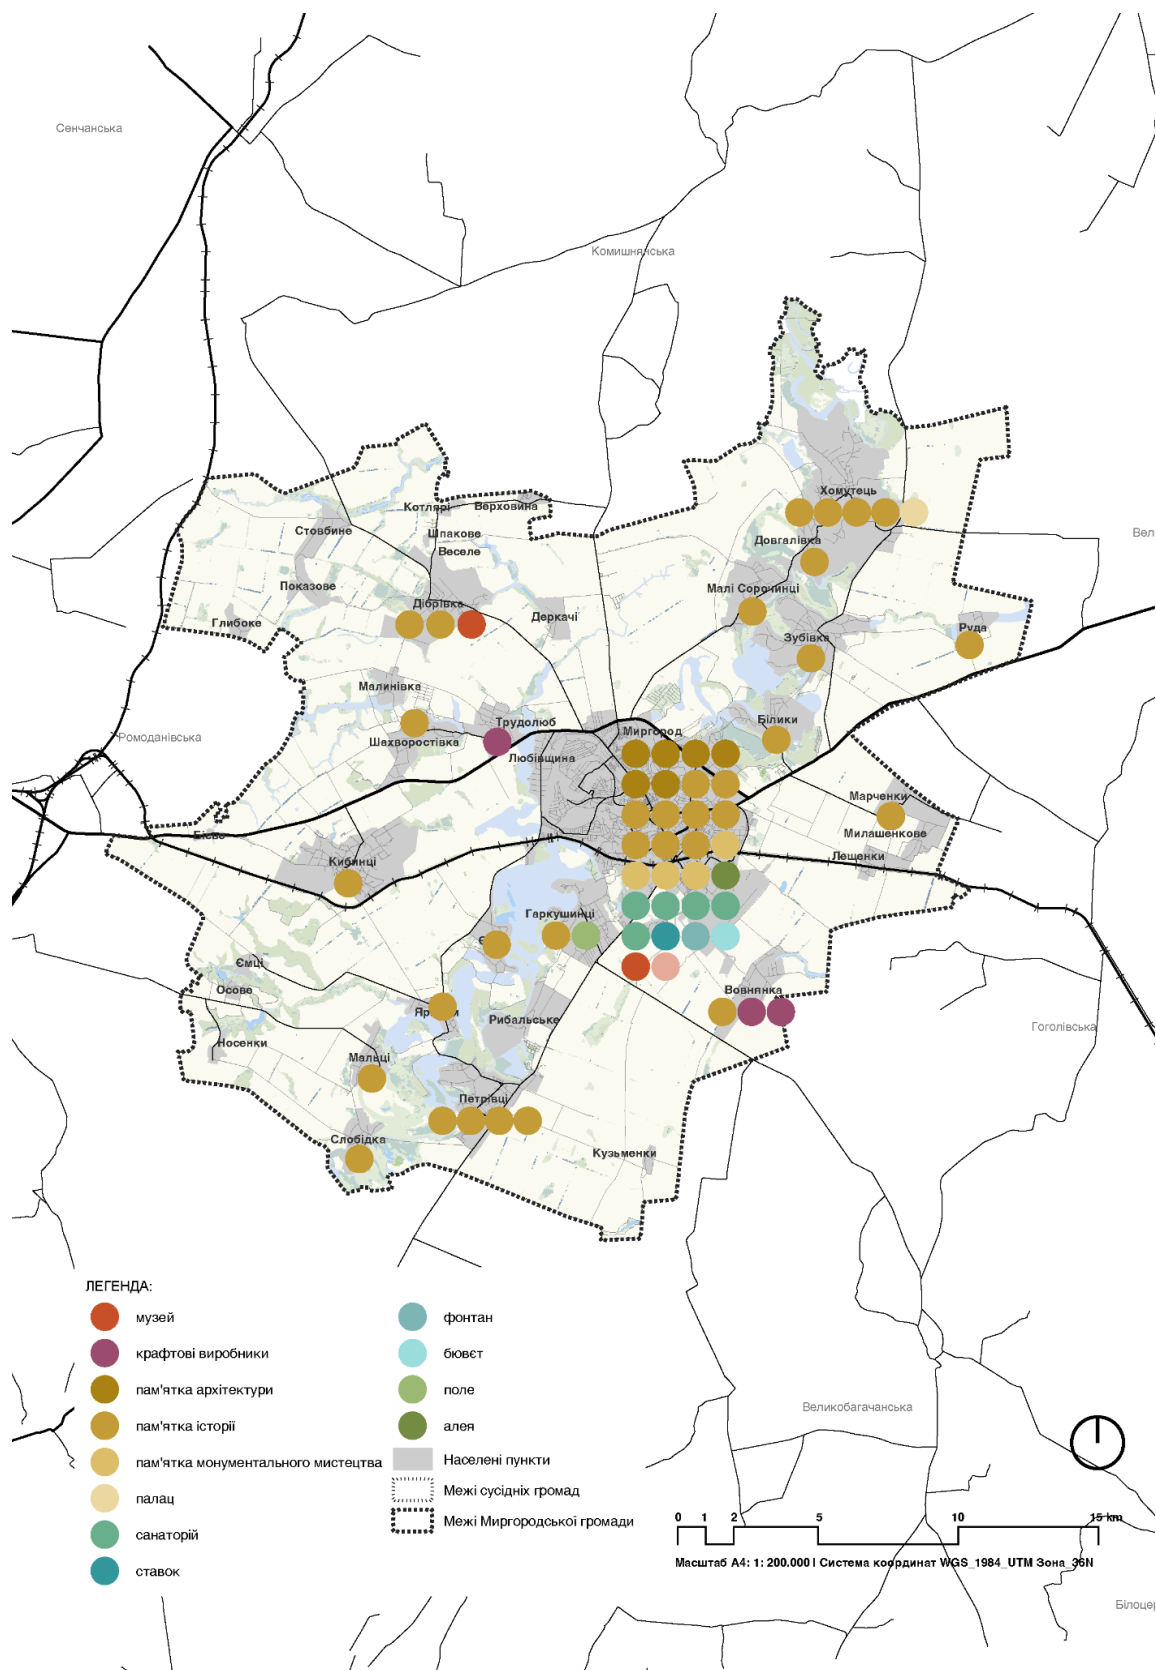 Сенчанська
Комишнянська
Хомутець
Котлярі
Верховина
Стовбине
Шпакове
Веселе
Довгалівка
Показове
Малі Сорочинці
Дібрівка
Деркачі
Глибоке
Зубівка
Руда
Малинівка
Трудолюб
Білики
Миргород
Ромоданівська
Шахворостівка
Любівщина
Марченки
Милашенкове
Лещенки
Кибинці
Гаркушинці
Ємці
Осове
Вовнянка
Рибальське
Гоголівська
Носенки
Мальці
Петрівці
Слобідка
Кузьменки
ЛЕГЕНДА:
музей
крафтові виробники
пам'ятка архітектури
пам'ятка історії
пам'ятка монументального мистецтва
палац
санаторій
ставок
фонтан
бювєт
поле
алея
Населені пункти
Межі сусідніх громад
Межі Миргородської громади
Великобагачанська
0 1 2 5 10 15 km
Масштаб А4: 1: 200.000 | Система координат WGS_1984_UTM Зона_36N
Білоцер